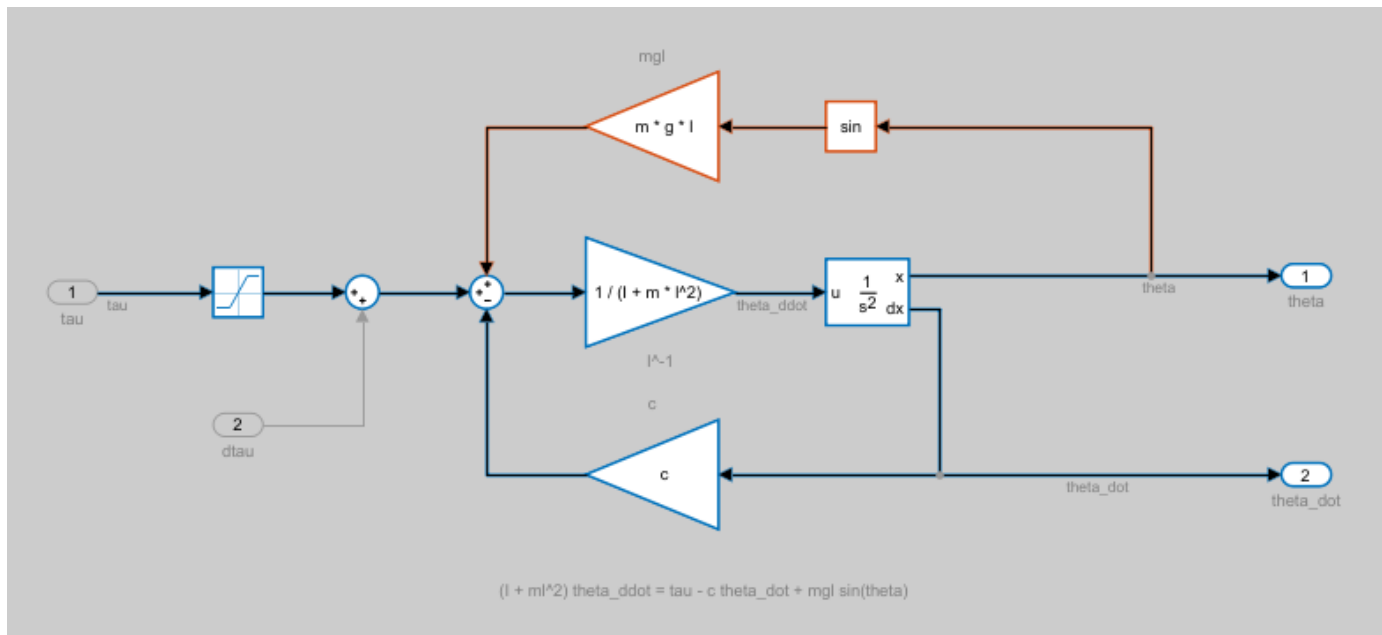 mgl
m * g * l
sin
1
tau
tau
1 / (I + m * l^2)
theta_ddot
u
1
s2
x
dx
theta
1
theta
I^-1
c
2
dtau
c
theta_dot
2
theta_dot
(I + ml^2) theta_ddot = tau - c theta_dot + mgl sin(theta)